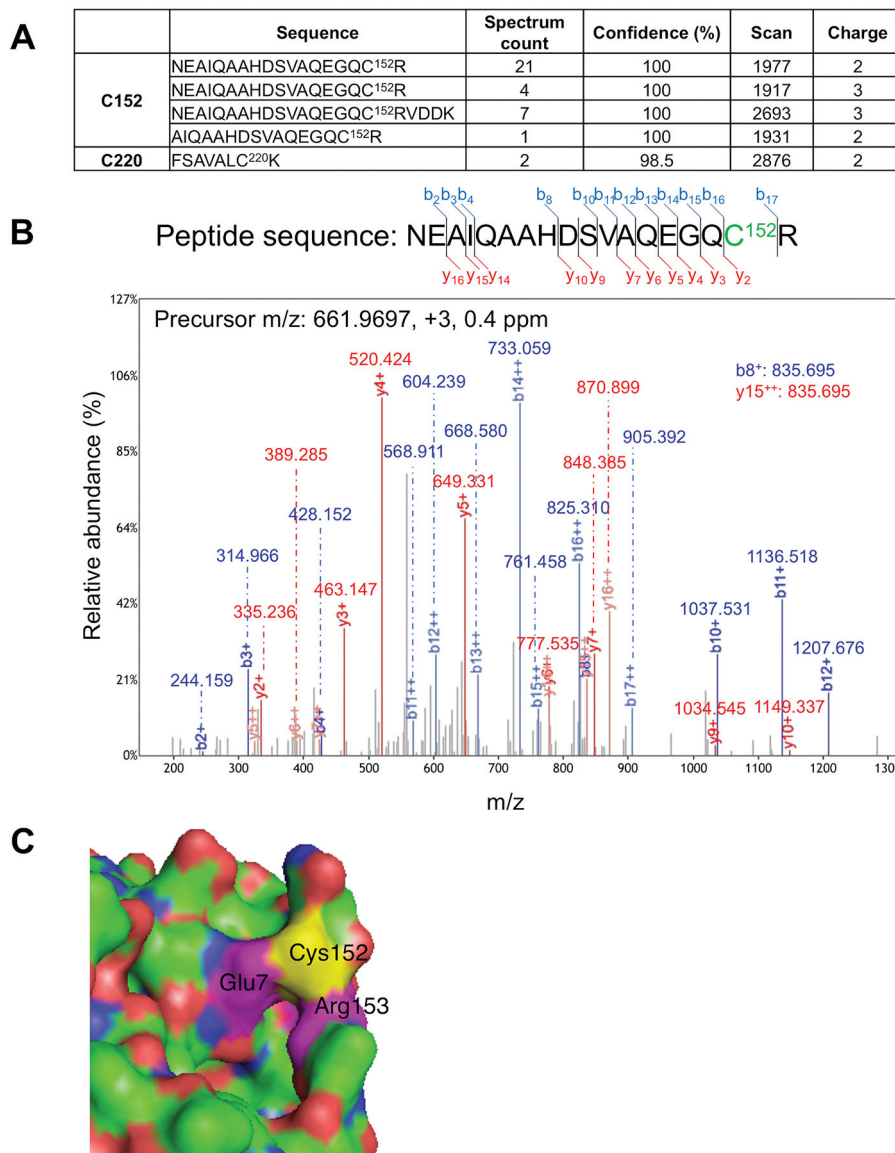 A
Sequence Spectrum count Confidence (%) Scan Charge
C152 NEAIQAAHDSVAQEGQC¹⁵²R 21 100 1977 2
NEAIQAAHDSVAQEGQC¹⁵²R 4 100 1917 3
NEAIQAAHDSVAQEGQC¹⁵²RVDDK 7 100 2693 3
AIQAAHDSVAQEGQC¹⁵²R 1 100 1931 2
C220 FSAVALC²²⁰K 2 98.5 2876 2
b₂ b₃ b₄ b₈ b₁₀ b₁₁ b₁₂ b₁₃ b₁₄ b₁₅ b₁₆ b₁₇
B
Peptide sequence: NEAIQAAHDSVAQEGQC¹⁵²R
y₁₆ y₁₅ y₁₄ y₁₀ y₉ y₇ y₆ y₅ y₄ y₃ y₂
127%
Precursor m/z: 661.9697, +3, 0.4 ppm
733.059
520.424
b8⁺: 835.695
y15⁺⁺: 835.695
106%
604.239
870.899
y4+
b14++
85%
389.285
568.911
668.580
848.385
905.392
649.331
y5+
64%
428.152
825.310
b16++
314.966
761.458
1136.518
b11+
42%
335.236
463.147
777.535
1037.531
1207.676
y3+
b12++
y16++
y7+
b10+
b12+
21%
244.159
b3+
y2+
b13++
1034.545
1149.337
b2+
y5++
y6++
b4+
b11++
b15++
b17++
y9+
y10+
0%
200 300 400 500 600 700 800 900 1000 1100 1200 130
Relative abundance (%)
m/z
C
Cys152
Glu7
Arg153